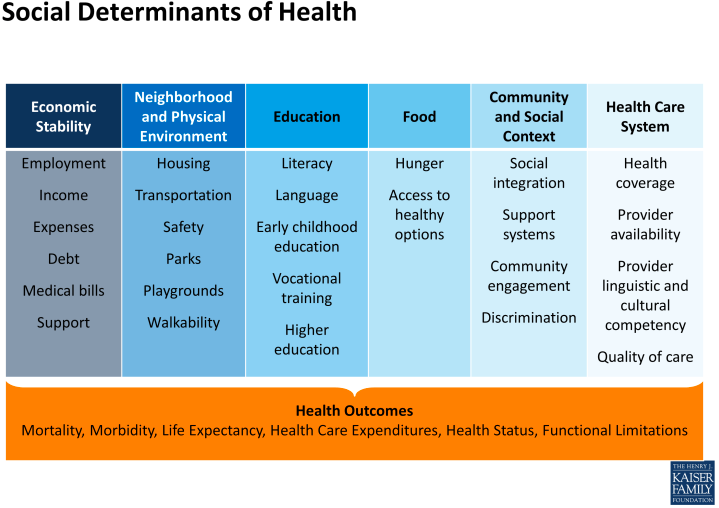 Social Determinants of Health
Economic
Stability
Neighborhood
and Physical
Environment
Education
Food
Community
and Social
Context
Health Care
System
Employment
Income
Expenses
Debt
Medical bills
Support
Housing
Transportation
Safety
Parks
Playgrounds
Walkability
Literacy
Language
Early childhood
education
Vocational
training
Higher
education
Hunger
Access to
healthy
options
Social
integration
Support
systems
Community
engagement
Discrimination
Health
coverage
Provider
availability
Provider
linguistic and
cultural
competency
Quality of care
Health Outcomes
Mortality, Morbidity, Life Expectancy, Health Care Expenditures, Health Status, Functional Limitations
THE HENRY J.
KAISER
FAMILY
FOUNDATION